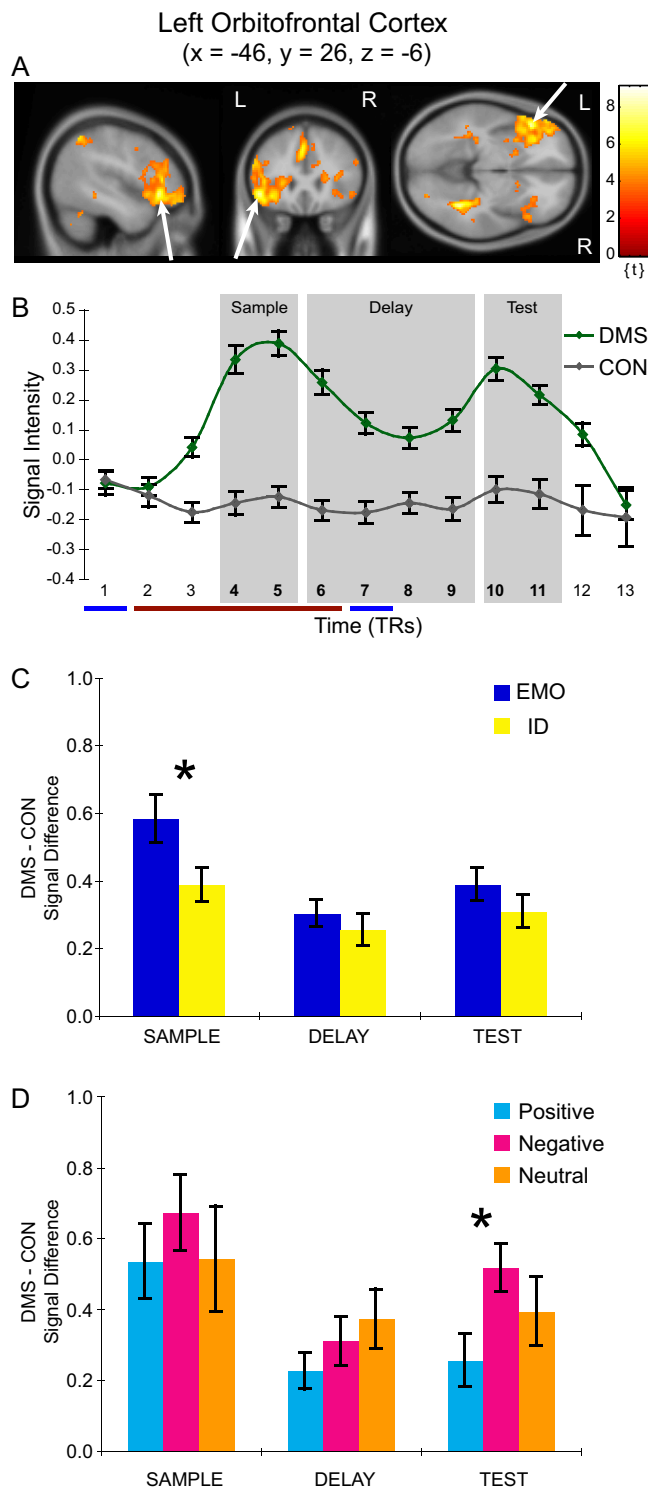 Left Orbitofrontal Cortex
(x = -46, y = 26, z = -6)
A
L R
L
R
8
6
4
2
0
{t}
B
Sample Delay Test
DMS
CON
Signal Intensity
0.5
0.4
0.3
0.2
0.1
0.0
-0.1
-0.2
-0.3
-0.4
1 2 3 4 5 6 7 8 9 10 11 12 13
Time (TRs)
C
EMO
ID
DMS - CON
Signal Difference
1.0
0.8
0.6
0.4
0.2
0.0
*
SAMPLE DELAY TEST
D
Positive
Negative
Neutral
DMS - CON
Signal Difference
1.0
0.8
0.6
0.4
0.2
0.0
*
SAMPLE DELAY TEST